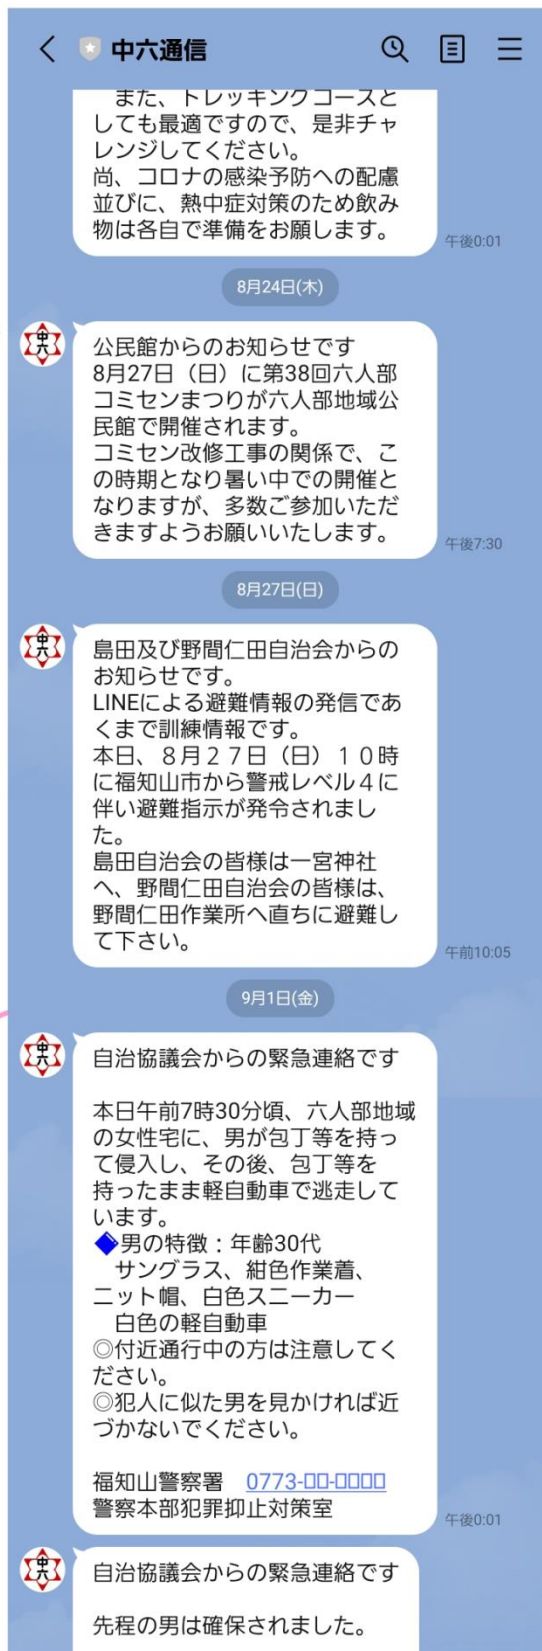 中六通信
また、トレッキングコースと
しても最適ですので、是非チャ
レンジしてください。
尚、コロナの感染予防への配慮
並びに、熱中症対策のため飲み
物は各自で準備をお願します。
午後0:01
8月24日(木)
中六
公民館からのお知らせです
8月27日（日）に第38回六人部
コミセンまつりが六人部地域公
民館で開催されます。
コミセン改修工事の関係で、こ
の時期となり暑い中での開催と
なりますが、多数ご参加いただ
きますようお願いいたします。
午後7:30
8月27日(日)
中六
島田及び野間仁田自治会からの
お知らせです。
LINEによる避難情報の発信であ
くまで訓練情報です。
本日、８月２７日（日）１０時
に福知山市から警戒レベル４に
伴い避難指示が発令されまし
た。
島田自治会の皆様は一宮神社
へ、野間仁田自治会の皆様は、
野間仁田作業所へ直ちに避難し
て下さい。
午前10:05
9月1日(金)
中六
自治協議会からの緊急連絡です
本日午前7時30分頃、六人部地域
の女性宅に、男が包丁等を持っ
て侵入し、その後、包丁等を
持ったまま軽自動車で逃走して
います。
🔷男の特徴：年齢30代
サングラス、紺色作業着、
ニット帽、白色スニーカー
白色の軽自動車
◎付近通行中の方は注意してく
ださい。
◎犯人に似た男を見かければ近
づかないでください。
福知山警察署　0773-□□-□□□□
警察本部犯罪抑止対策室
午後0:01
中六
自治協議会からの緊急連絡です
先程の男は確保されました。